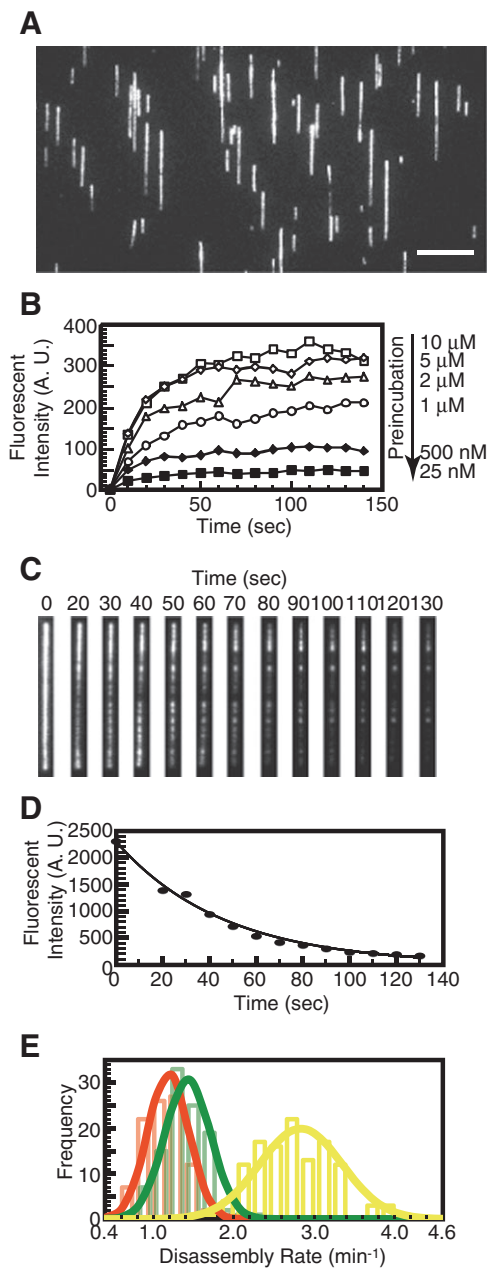 A
B
400
300
200
100
0
Fluorescent
Intensity (A. U.)
0
50
100
150
Time (sec)
Preincubation
10 µM
5 µM
2 µM
1 µM
500 nM
25 nM
C
Time (sec)
0 20 30 40 50 60 70 80 90 100 110 120 130
D
2500
2000
1500
1000
500
0
Fluorescent
Intensity (A. U.)
0 20 40 60 80 100 120 140
Time (sec)
E
30
20
10
0
Frequency
0.4 1.0 2.0 3.0 4.0 4.6
Disassembly Rate (min-1)